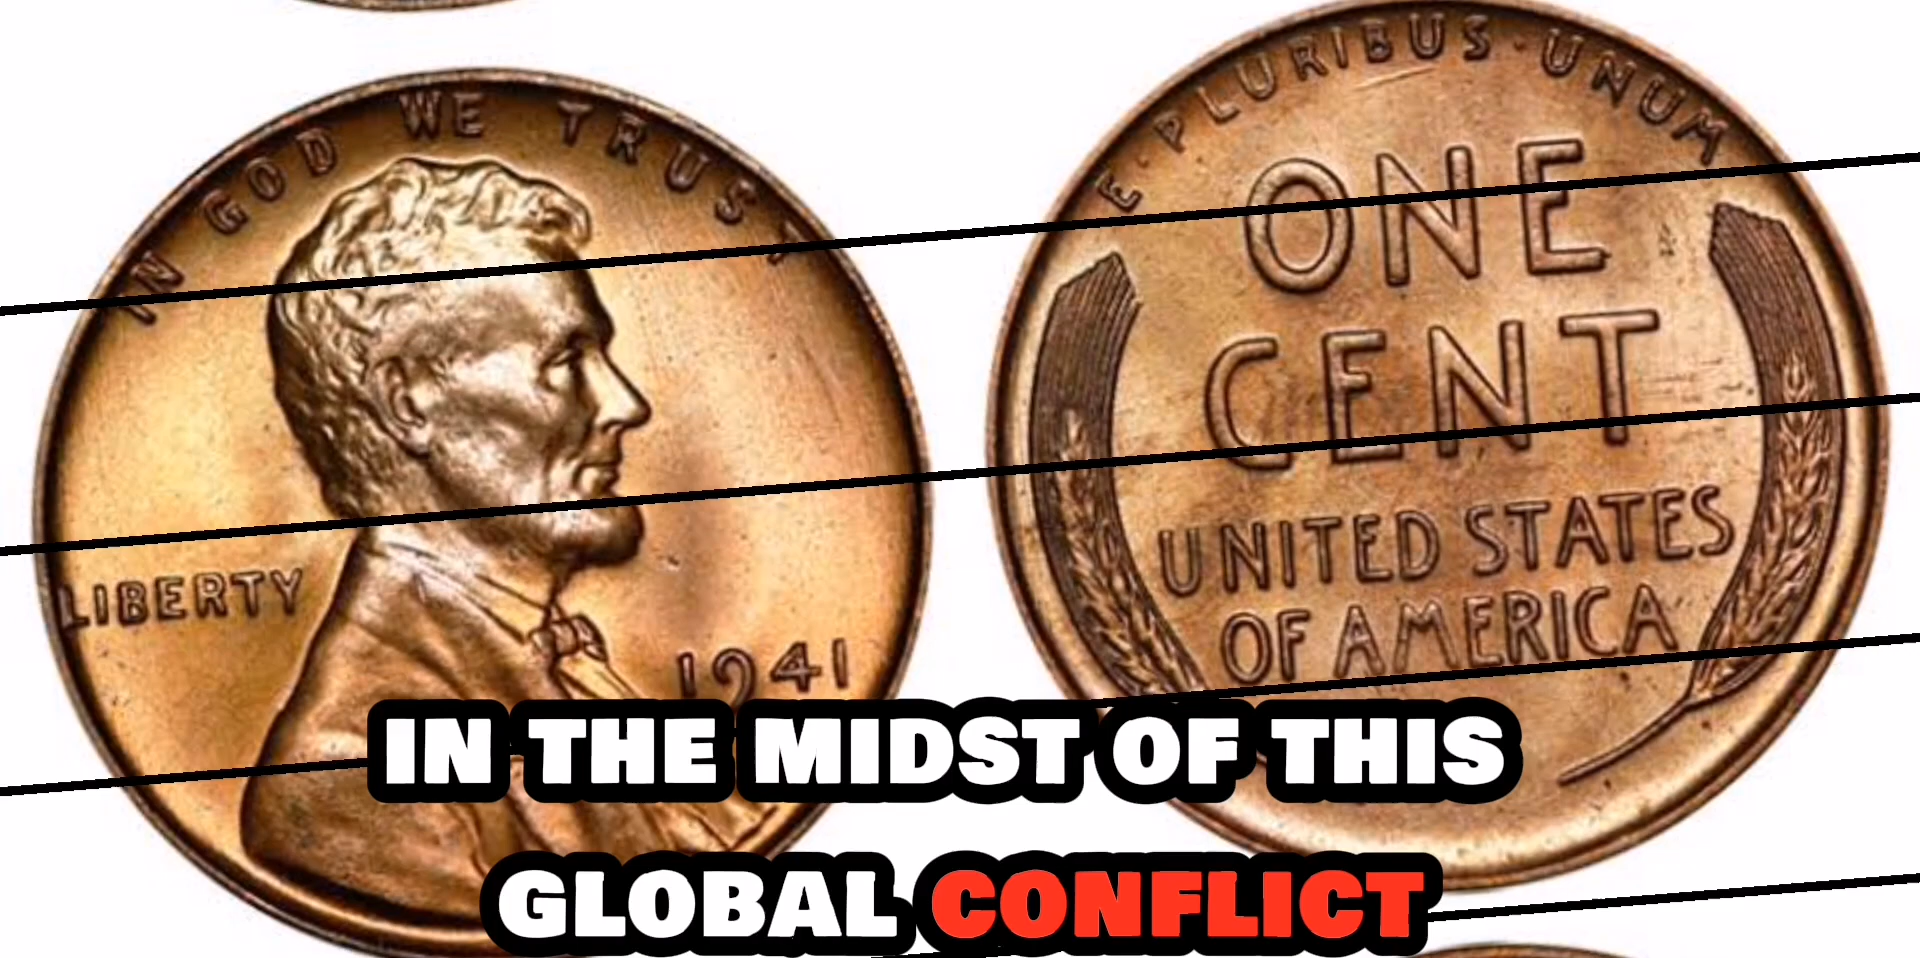 IN GOD WE TRUST
LIBERTY
1941
E·PLURIBUS·UNUM
ONE
CENT
UNITED STATES
OF AMERICA
IN THE MIDST OF THIS
GLOBAL CONFLICT